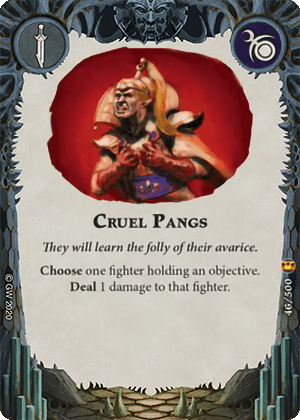 CRUEL PANGS
They will learn the folly of their avarice.
Choose one fighter holding an objective.
Deal 1 damage to that fighter.
© GW 2020
46/500